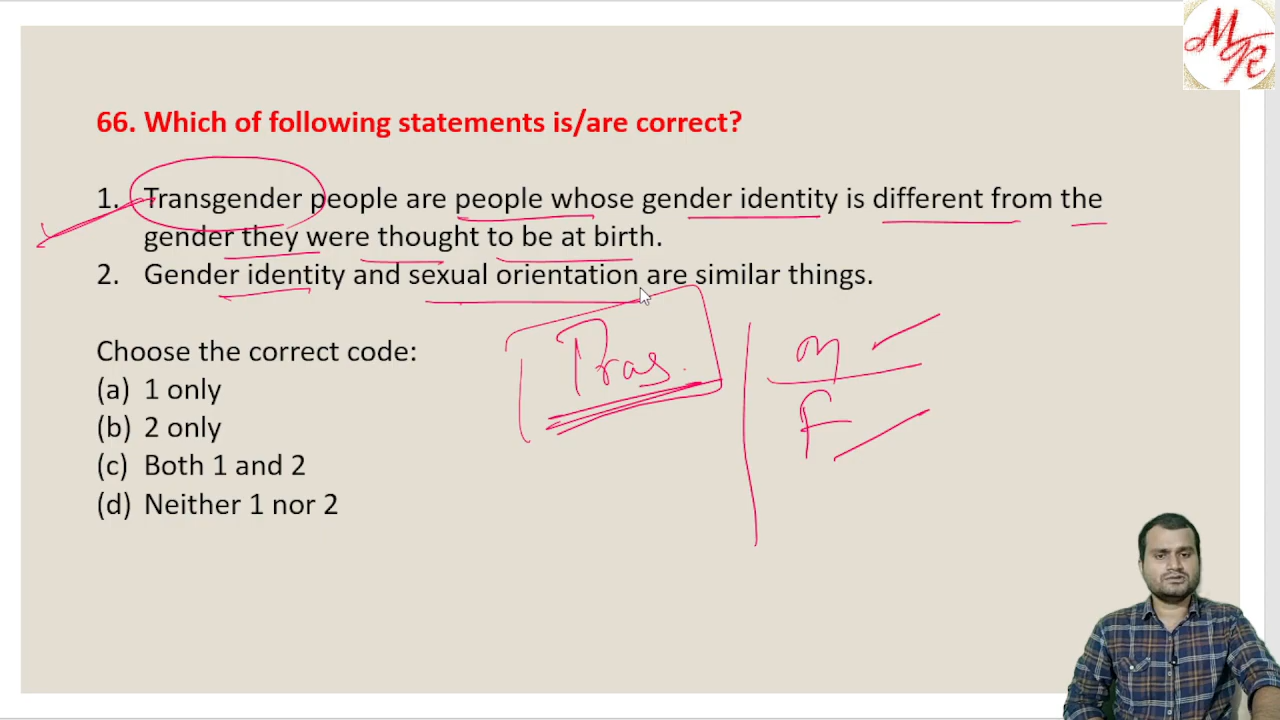 MR
66. Which of following statements is/are correct?
1. Transgender people are people whose gender identity is different from the
gender they were thought to be at birth.
2. Gender identity and sexual orientation are similar things.
Choose the correct code:
(a) 1 only
(b) 2 only
(c) Both 1 and 2
(d) Neither 1 nor 2
Tras.
M
F